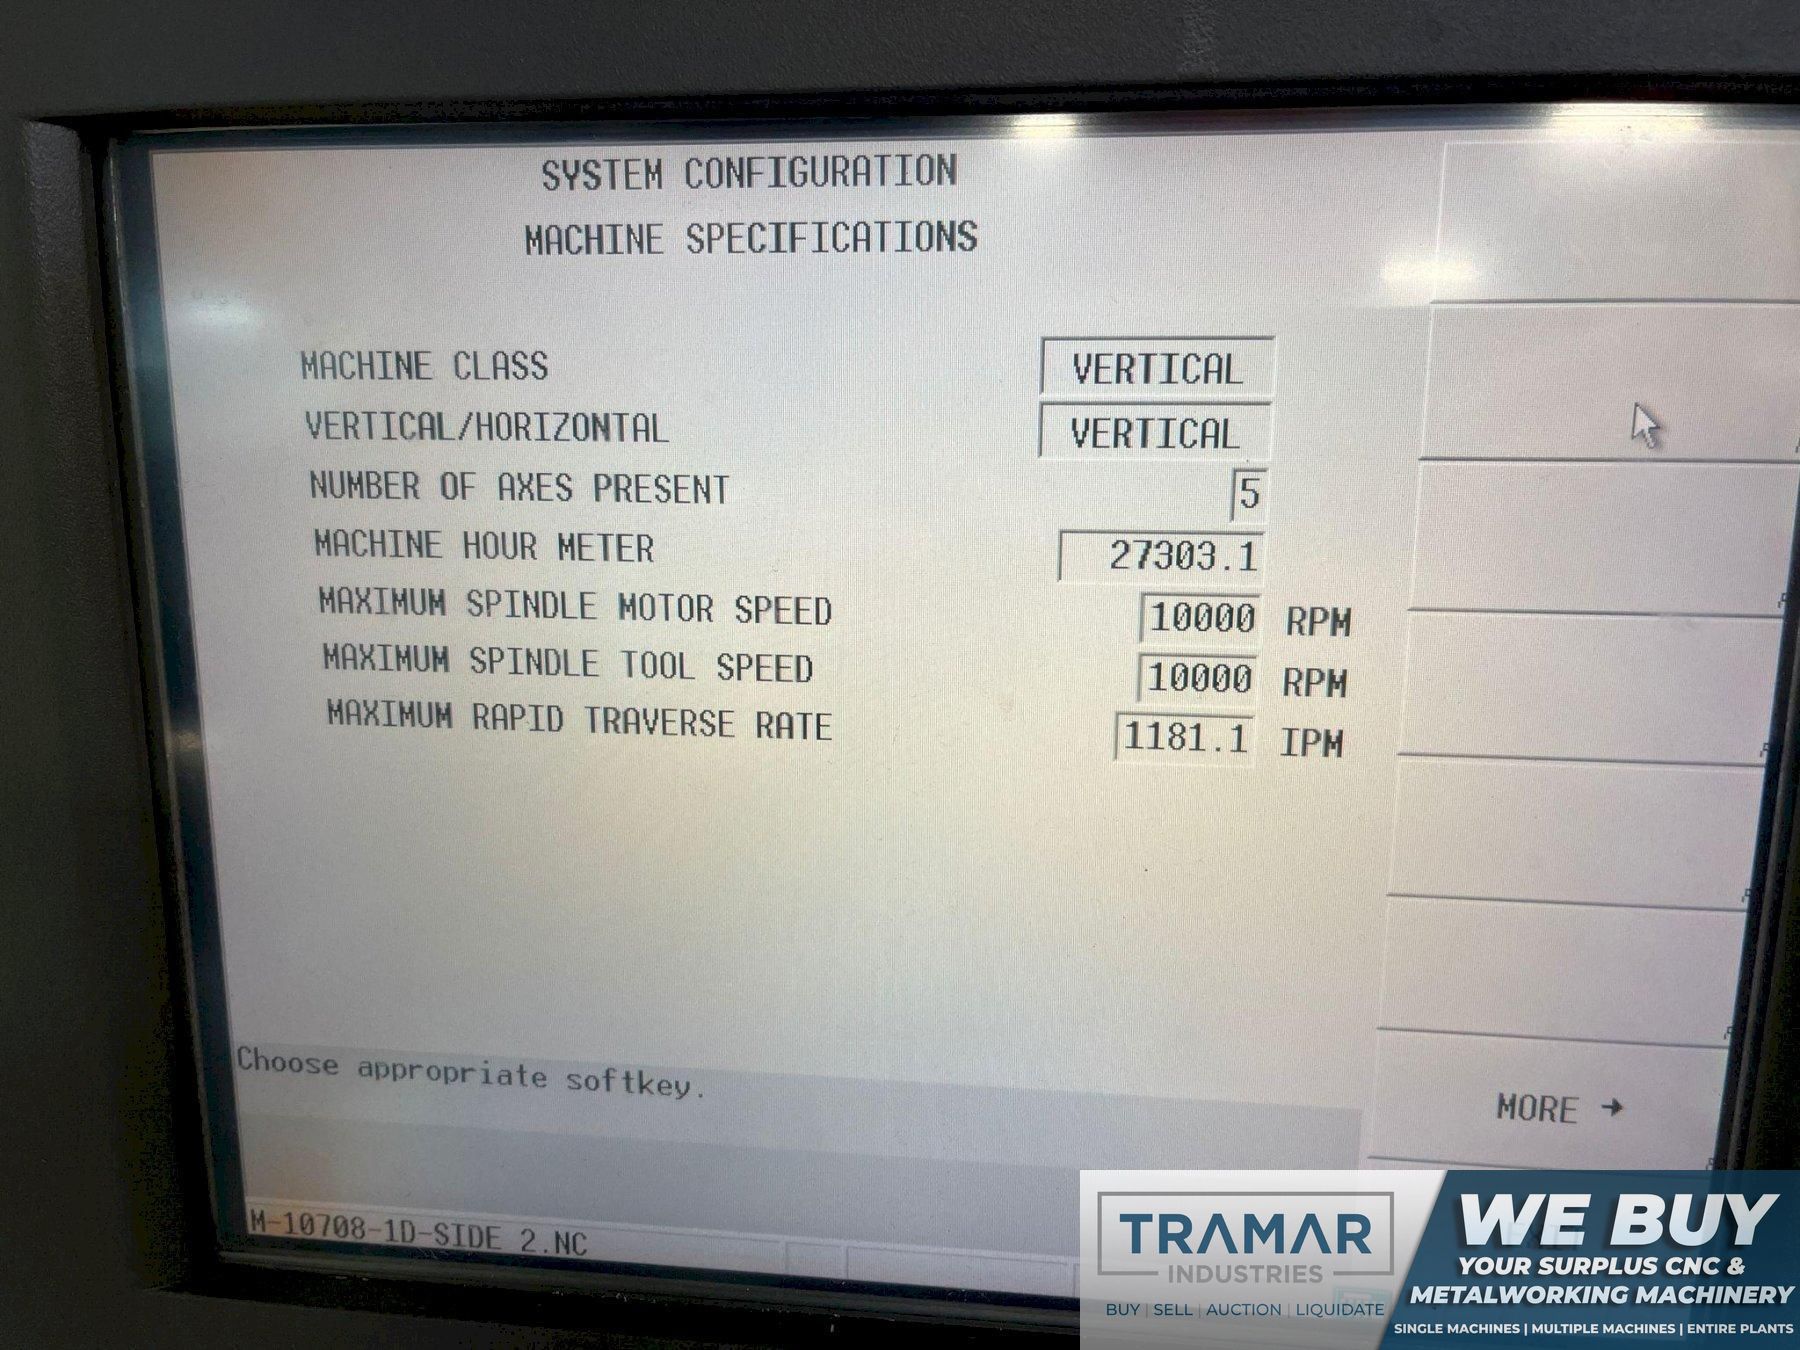 SYSTEM CONFIGURATION
MACHINE SPECIFICATIONS
MACHINE CLASS VERTICAL
VERTICAL/HORIZONTAL VERTICAL
NUMBER OF AXES PRESENT 5
MACHINE HOUR METER 27303.1
MAXIMUM SPINDLE MOTOR SPEED 10000 RPM
MAXIMUM SPINDLE TOOL SPEED 10000 RPM
MAXIMUM RAPID TRAVERSE RATE 1181.1 IPM
Choose appropriate softkey.
MORE →
M-10708-1D-SIDE 2.NC
TRAMAR
INDUSTRIES
BUY | SELL | AUCTION | LIQUIDATE
WE BUY
YOUR SURPLUS CNC &
METALWORKING MACHINERY
SINGLE MACHINES | MULTIPLE MACHINES | ENTIRE PLANTS